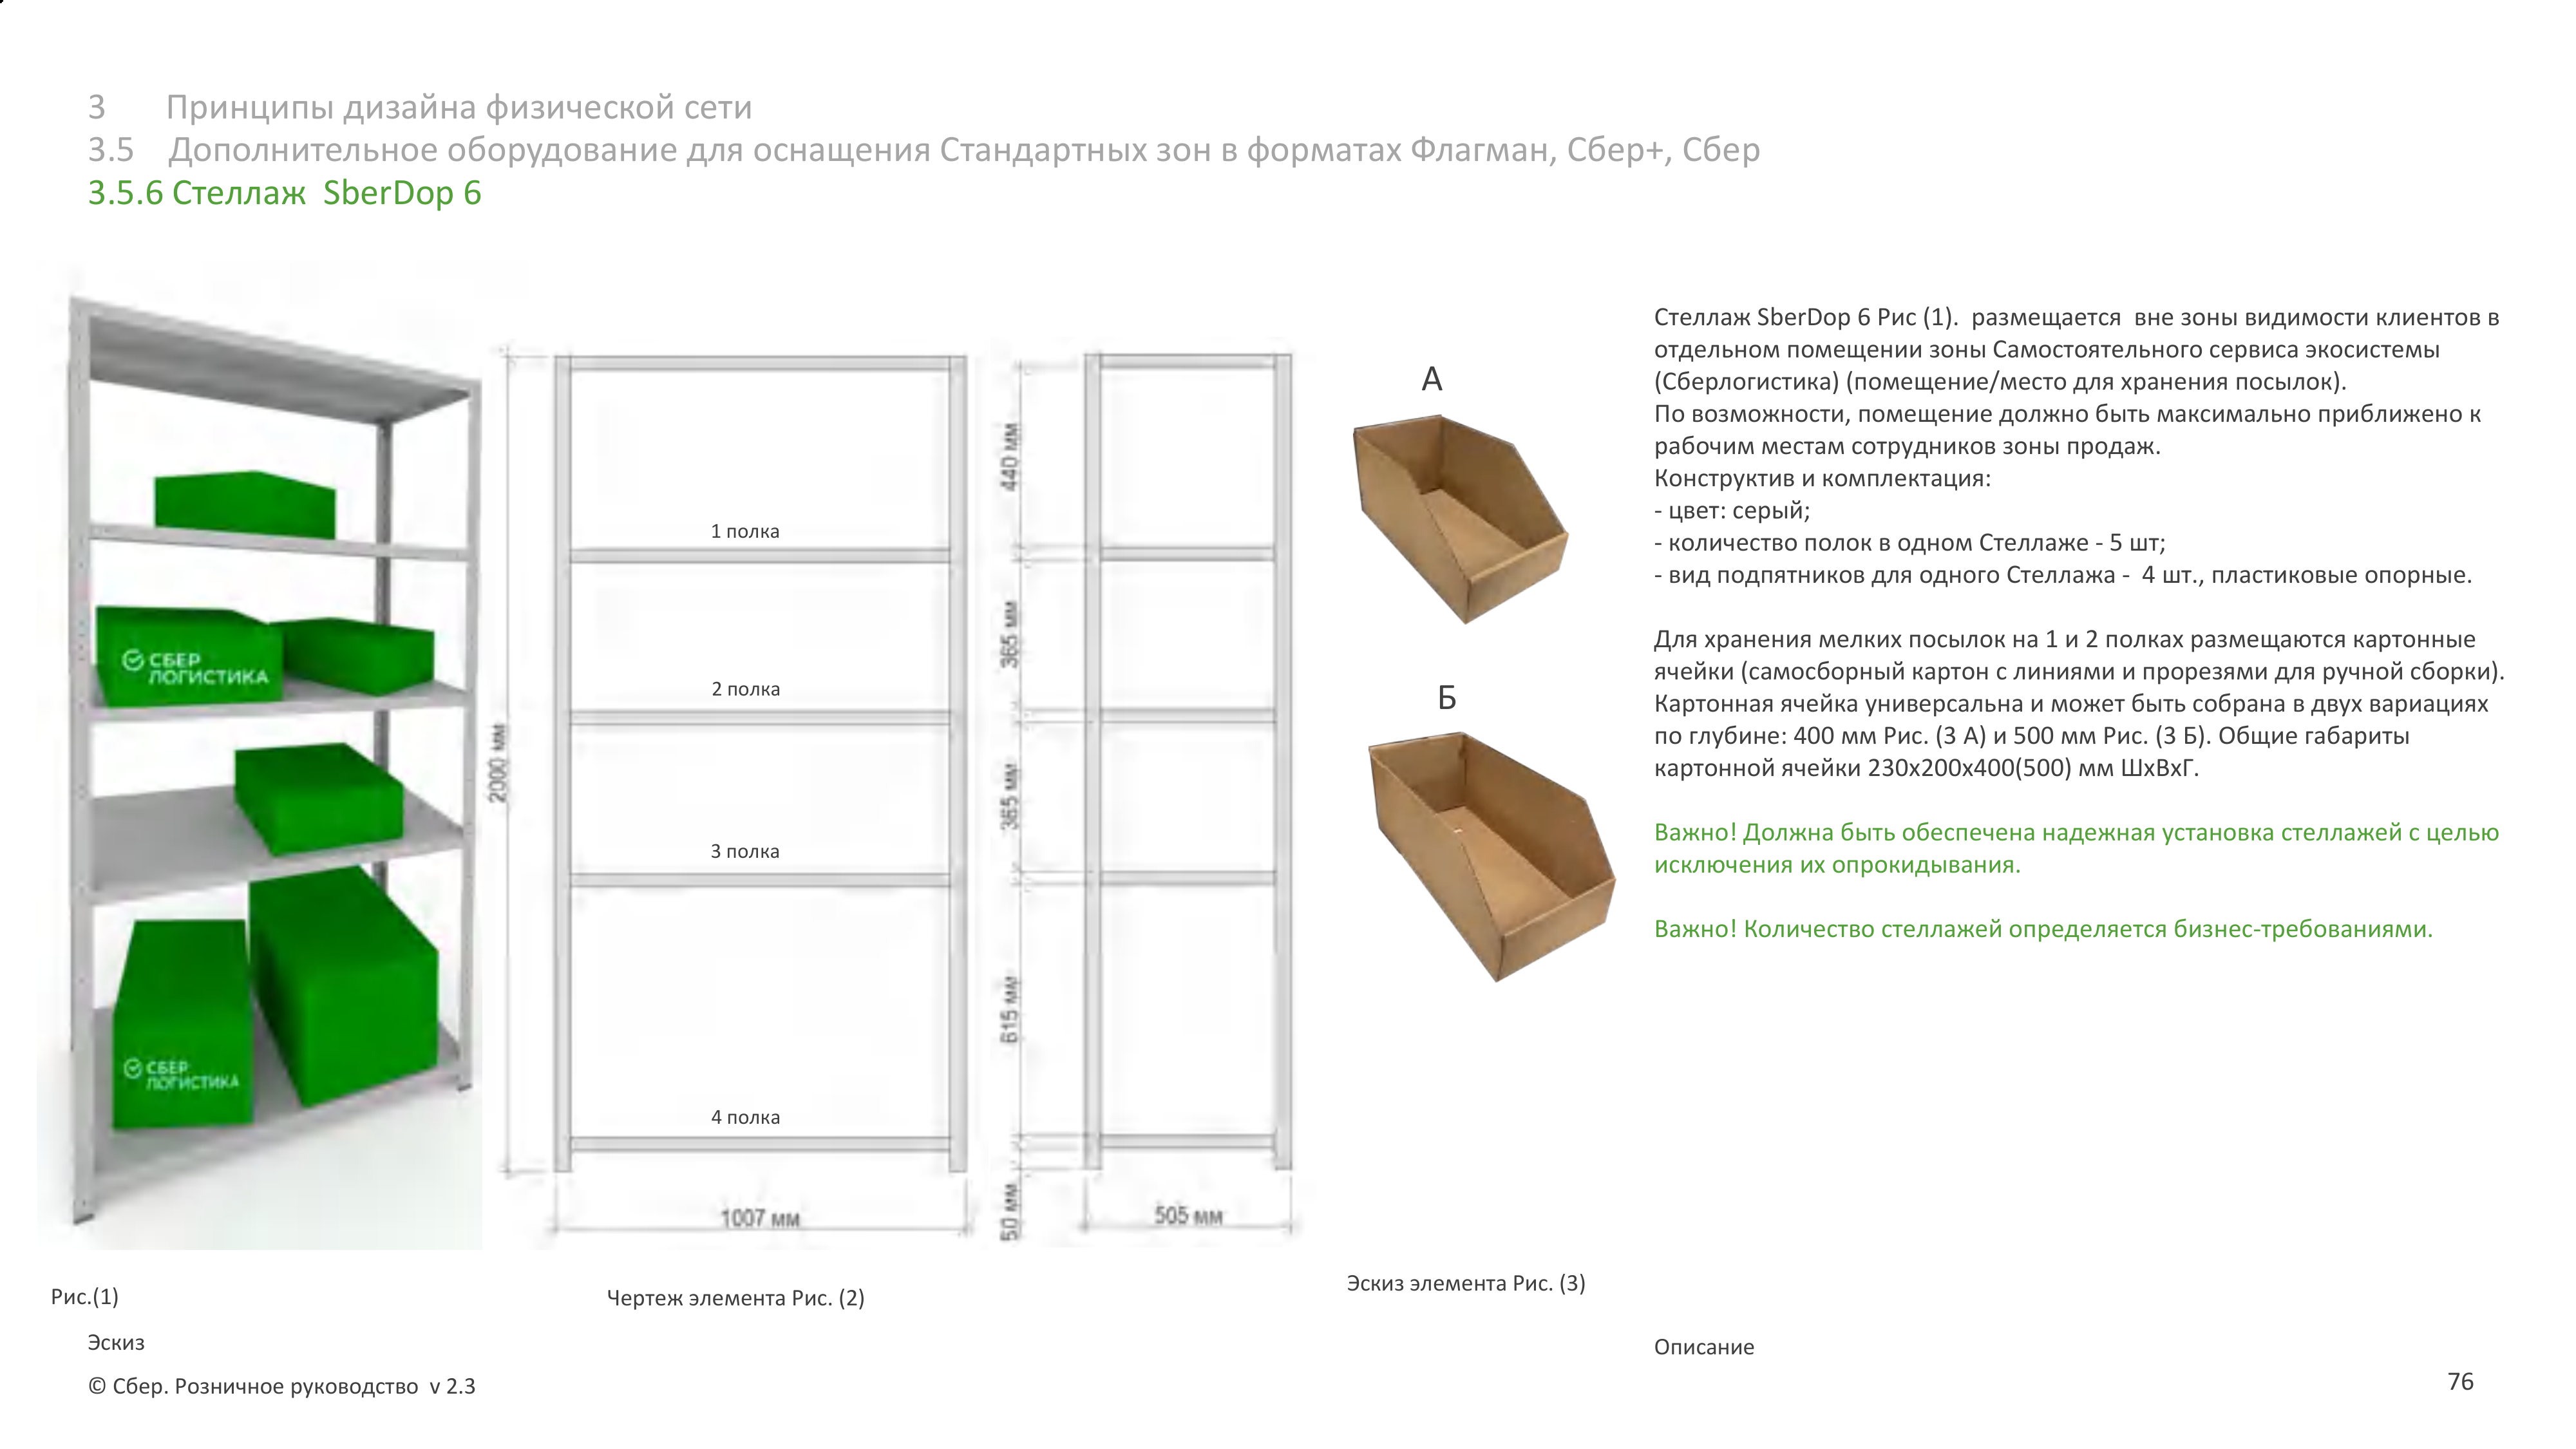 3 Принципы дизайна физической сети
3.5 Дополнительное оборудование для оснащения Стандартных зон в форматах Флагман, Сбер+, Сбер
3.5.6 Стеллаж SberDop 6
СБЕР
ЛОГИСТИКА
СБЕР
ЛОГИСТИКА
2000 мм
1 полка
2 полка
3 полка
4 полка
1007 мм
440 мм
365 мм
365 мм
615 мм
50 мм
505 мм
А
Б
Стеллаж SberDop 6 Рис (1). размещается вне зоны видимости клиентов в
отдельном помещении зоны Самостоятельного сервиса экосистемы
(Сберлогистика) (помещение/место для хранения посылок).
По возможности, помещение должно быть максимально приближено к
рабочим местам сотрудников зоны продаж.
Конструктив и комплектация:
- цвет: серый;
- количество полок в одном Стеллаже - 5 шт;
- вид подпятников для одного Стеллажа - 4 шт., пластиковые опорные.
Для хранения мелких посылок на 1 и 2 полках размещаются картонные
ячейки (самосборный картон с линиями и прорезями для ручной сборки).
Картонная ячейка универсальна и может быть собрана в двух вариациях
по глубине: 400 мм Рис. (3 А) и 500 мм Рис. (3 Б). Общие габариты
картонной ячейки 230х200х400(500) мм ШхВхГ.
Важно! Должна быть обеспечена надежная установка стеллажей с целью
исключения их опрокидывания.
Важно! Количество стеллажей определяется бизнес-требованиями.
Рис.(1)
Чертеж элемента Рис. (2)
Эскиз элемента Рис. (3)
Эскиз
Описание
© Сбер. Розничное руководство v 2.3
76